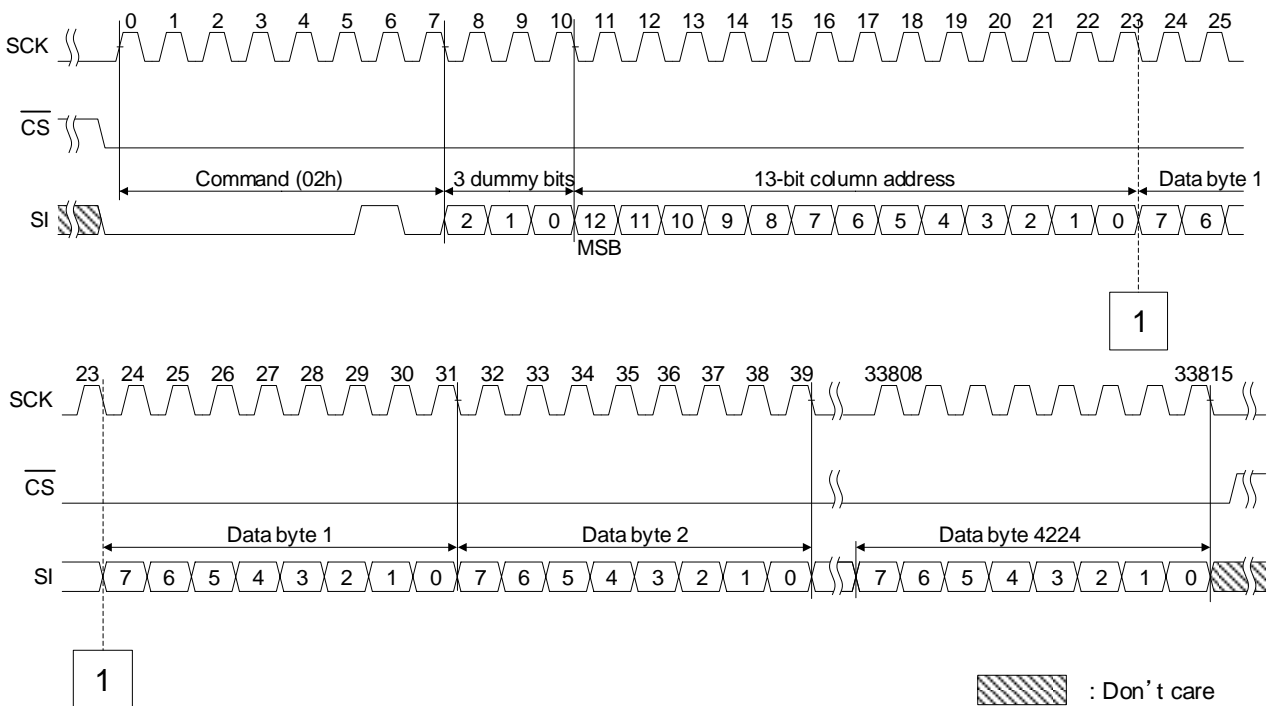 0 1 2 3 4 5 6 7 8 9 10 11 12 13 14 15 16 17 18 19 20 21 22 23 24 25
SCK
CS
Command (02h) 3 dummy bits 13-bit column address Data byte 1
SI 2 1 0 12 11 10 9 8 7 6 5 4 3 2 1 0 7 6
MSB
1
23 24 25 26 27 28 29 30 31 32 33 34 35 36 37 38 39 33808 33815
SCK
CS
Data byte 1 Data byte 2 Data byte 4224
SI 7 6 5 4 3 2 1 0 7 6 5 4 3 2 1 0 7 6 5 4 3 2 1 0
1
: Don't care